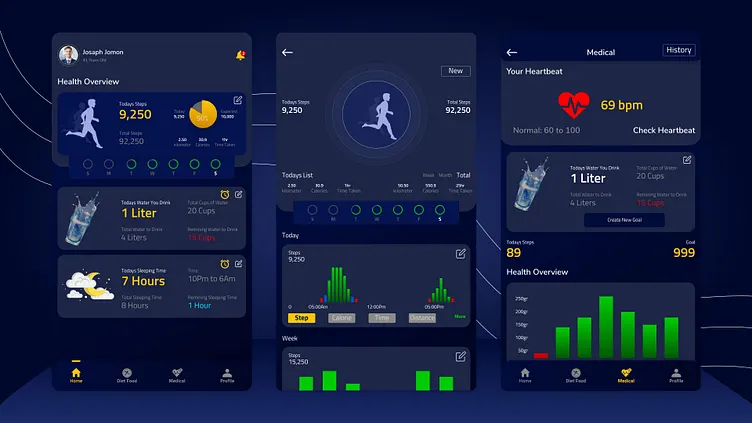 Josaph Jomon
Health Overview
Todays Steps
9,250
Total Steps
92,250
Today
9,250
50%
Expected
10,000
2.50
kilometer
30.9
Calories
1hr
Time Taken
S M T W T F S
Todays Water You Drink
1 Liter
Total Water to Drink
4 Liters
Total Cups of Water
20 Cups
Remining Water to Drink
15 Cups
Todays Sleeping Time
7 Hours
Total Sleeping Time
8 Hours
Time
10Pm to 6Am
Remining Sleeping Time
1 Hour
Home
Diet Food
Medical
Profile
New
Todays Steps
9,250
Total Steps
92,250
Todays List
Week Month Total
2.50
kilometers
30.9
Calories
1hr
Time Taken
50.50
kilometer
550.8
Calories
25hr
Time Taken
S M T W T F S
Today
Steps
9,250
0 05:00Am 12:00Pm 05:00Pm
Step Calorie Time Distance More
Week
Steps
15,250
Medical
History
Your Heartbeat
69 bpm
Normal: 60 to 100
Check Heartbeat
Todays Water You Drink
1 Liter
Total Water to Drink
4 Liters
Total Cups of Water
20 Cups
Remining Water to Drink
15 Cups
Create New Goal
Todays Steps
89
Goal
999
Health Overview
250gr
200gr
150gr
100gr
50gr
Home
Diet Food
Medical
Profile